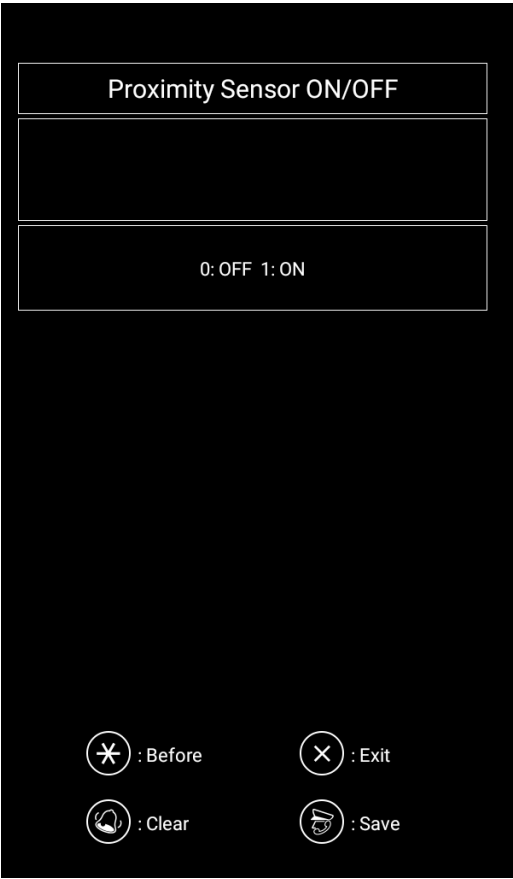 Proximity Sensor ON/OFF
0: OFF 1: ON
: Before
: Exit
: Clear
: Save